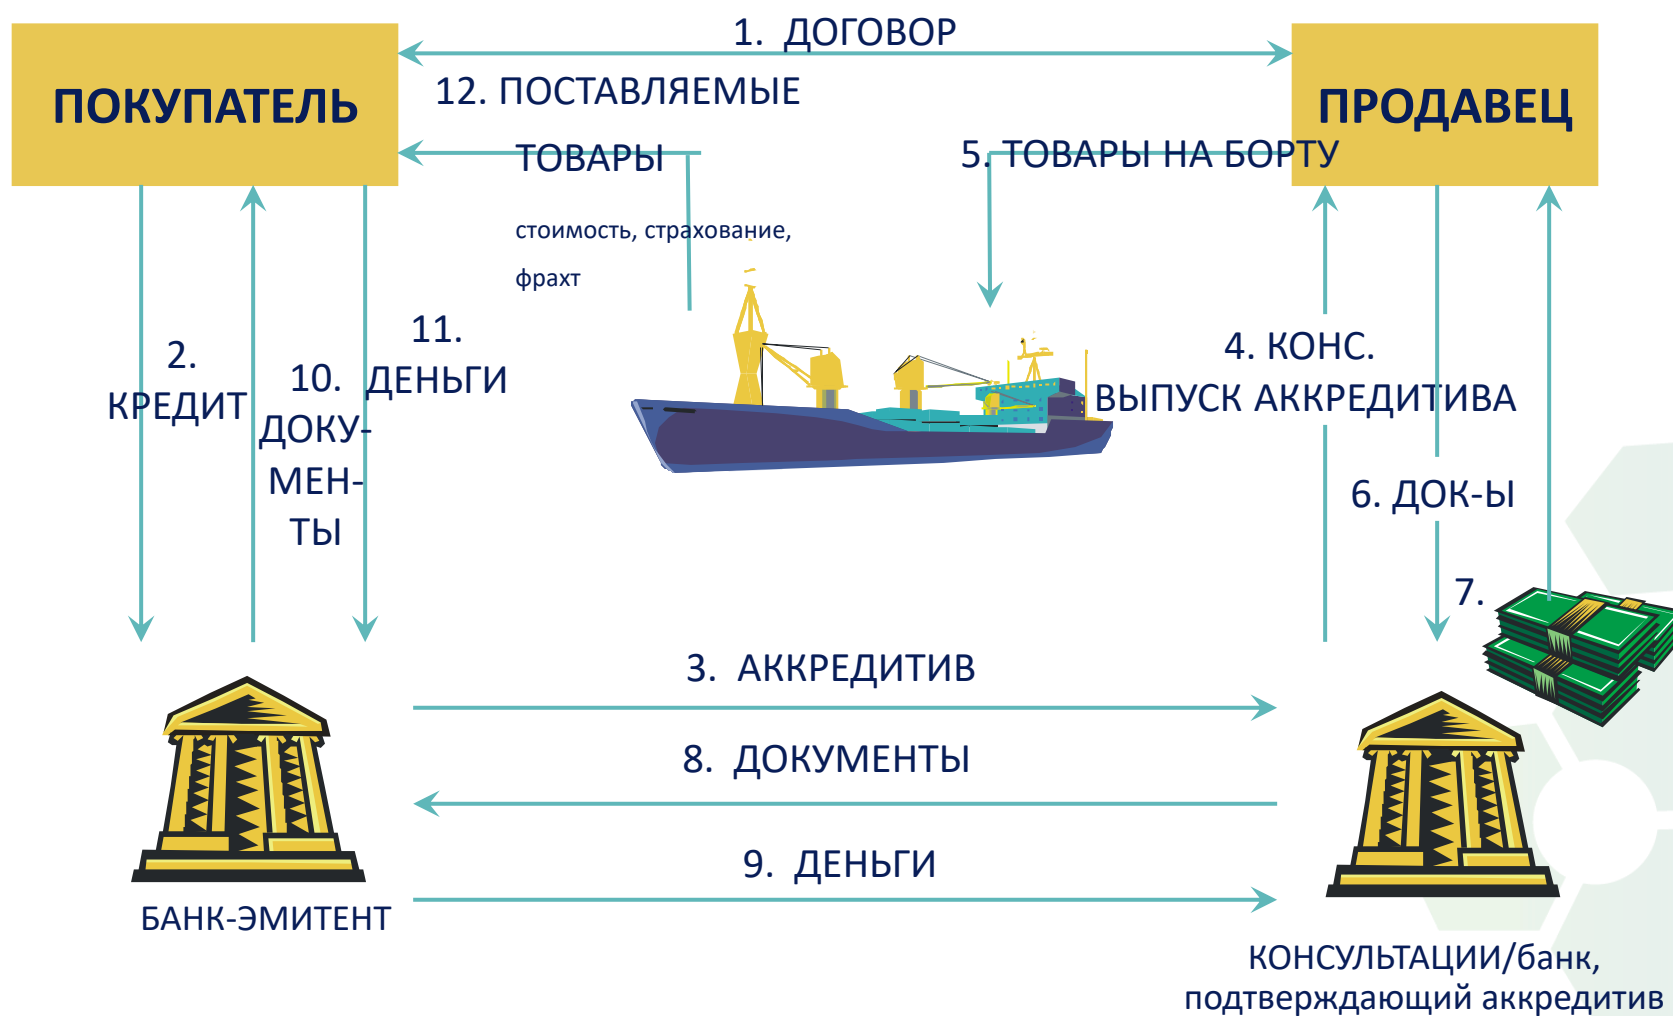 1. ДОГОВОР
ПОКУПАТЕЛЬ
ПРОДАВЕЦ
12. ПОСТАВЛЯЕМЫЕ
ТОВАРЫ
стоимость, страхование,
фрахт
5. ТОВАРЫ НА БОРТУ
2.
КРЕДИТ
10.
ДОКУ-
МЕН-
ТЫ
11.
ДЕНЬГИ
4. КОНС.
ВЫПУСК АККРЕДИТИВА
6. ДОК-Ы
7.
3. АККРЕДИТИВ
8. ДОКУМЕНТЫ
9. ДЕНЬГИ
БАНК-ЭМИТЕНТ
КОНСУЛЬТАЦИИ/банк,
подтверждающий аккредитив